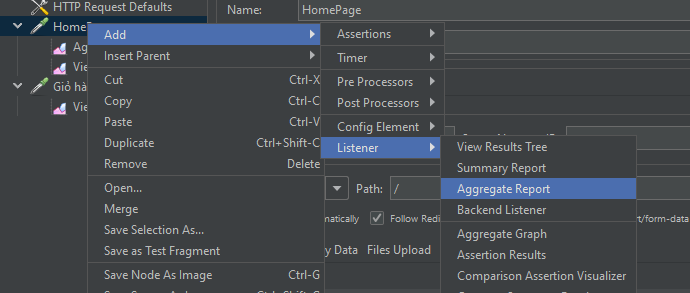 HTTP Request Defaults
Name: HomePage
HomeP
Add
Assertions
Ag
Insert Parent
Timer
Vie
Cut Ctrl-X
Pre Processors
Giỏ hà
Copy Ctrl-C
Post Processors
Vie
Paste Ctrl-V
Config Element
Duplicate Ctrl+Shift-C
Listener
View Results Tree
Remove Delete
Summary Report
Open...
Path: /
Aggregate Report
Merge
Backend Listener
matically Follow Redi
rt/form-data
Save Selection As...
Aggregate Graph
Save as Test Fragment
y Data Files Upload
Assertion Results
Save Node As Image Ctrl-G
Comparison Assertion Visualizer